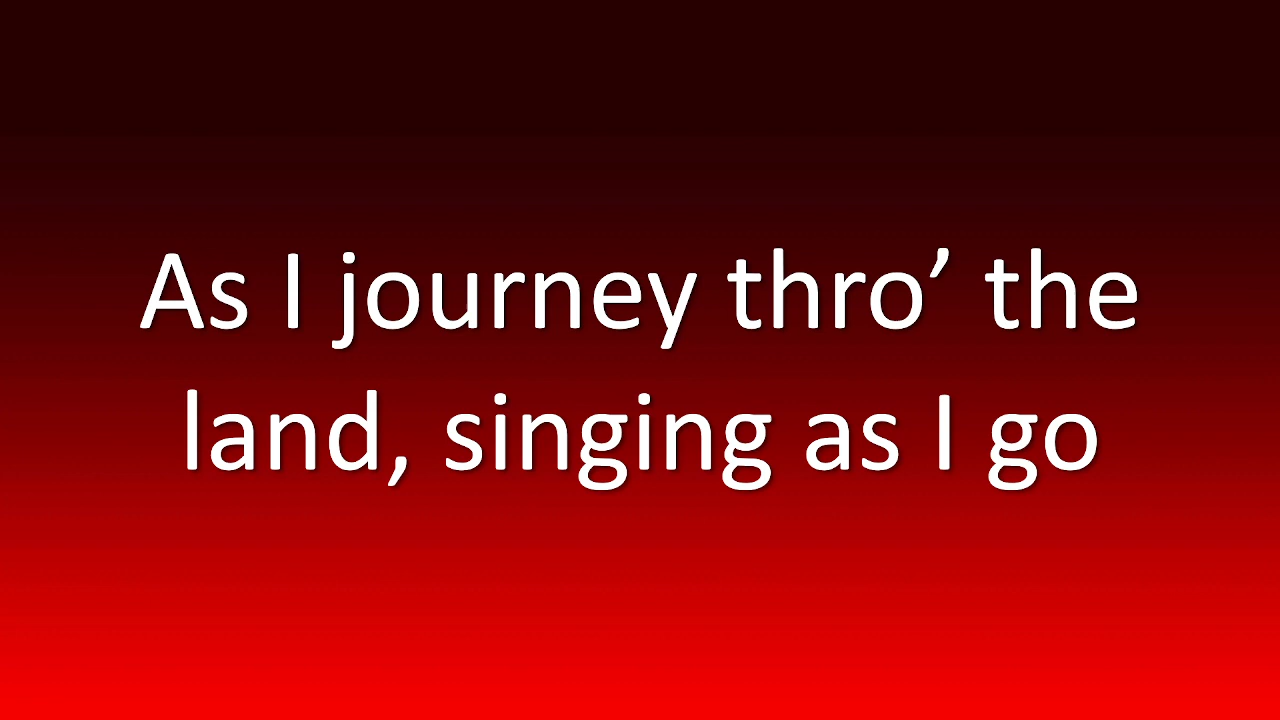 As I journey thro’ the
land, singing as I go